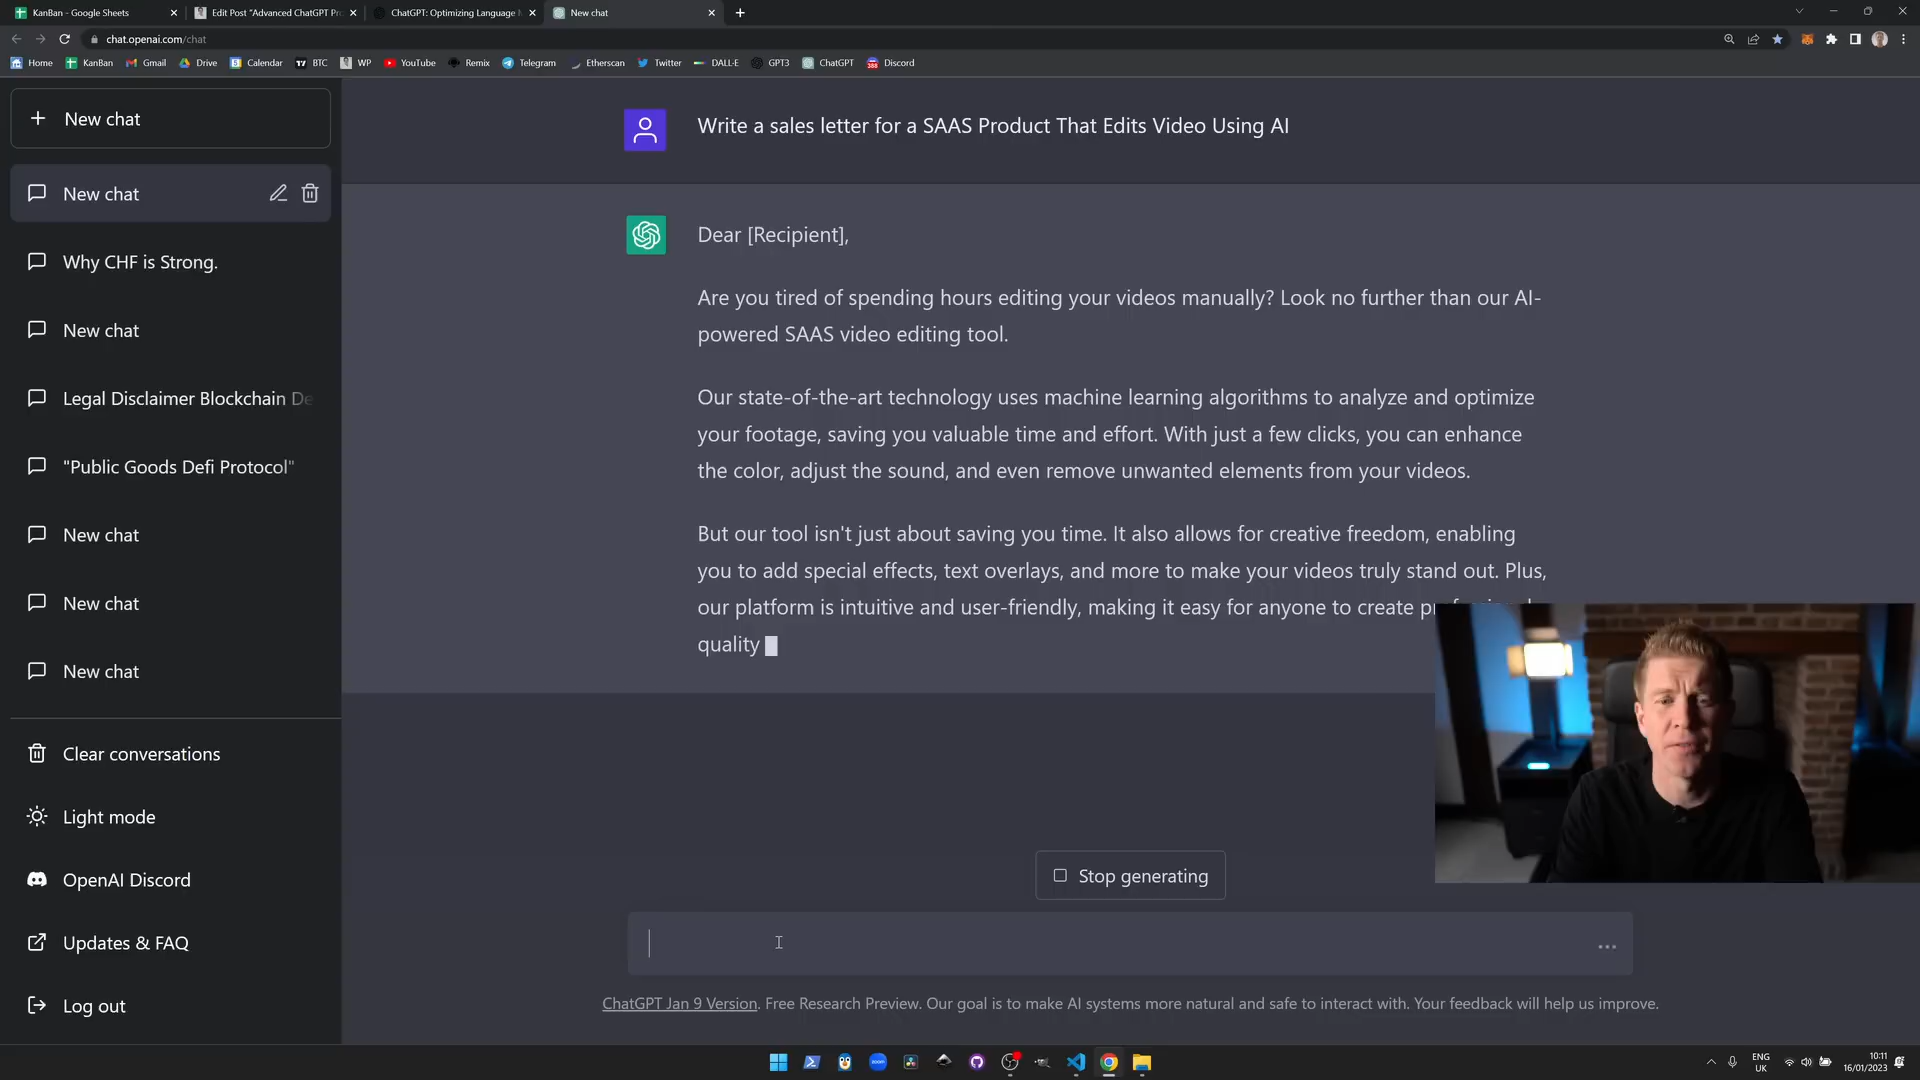 KanBan - Google Sheets
Edit Post "Advanced ChatGPT Pr
ChatGPT: Optimizing Language
New chat
chat.openai.com/chat
Home KanBan Gmail Drive Calendar BTC WP YouTube Remix Telegram Etherscan Twitter DALL-E GPT3 ChatGPT Discord
New chat
New chat
Why CHF is Strong.
New chat
Legal Disclaimer Blockchain De
"Public Goods Defi Protocol"
New chat
New chat
New chat
Clear conversations
Light mode
OpenAI Discord
Updates & FAQ
Log out
Write a sales letter for a SAAS Product That Edits Video Using AI
Dear [Recipient],
Are you tired of spending hours editing your videos manually? Look no further than our AI-
powered SAAS video editing tool.
Our state-of-the-art technology uses machine learning algorithms to analyze and optimize
your footage, saving you valuable time and effort. With just a few clicks, you can enhance
the color, adjust the sound, and even remove unwanted elements from your videos.
But our tool isn't just about saving you time. It also allows for creative freedom, enabling
you to add special effects, text overlays, and more to make your videos truly stand out. Plus,
our platform is intuitive and user-friendly, making it easy for anyone to create
quality
Stop generating
...
ChatGPT Jan 9 Version. Free Research Preview. Our goal is to make AI systems more natural and safe to interact with. Your feedback will help us improve.
zoom
ENG
UK
10:11
16/01/2023